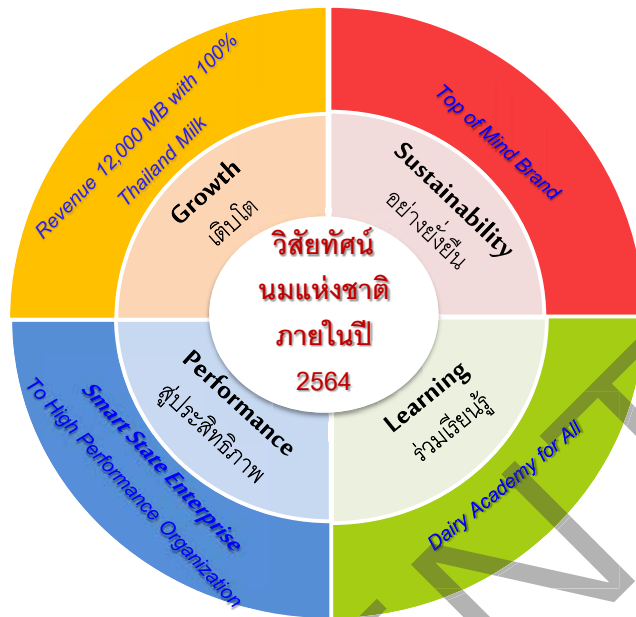 Revenue 12,000 MB with 100%
Thailand Milk
Growth
เติบโต
Top of Mind Brand
Sustainability
อย่างยั่งยืน
วิสัยทัศน์
นมแห่งชาติ
ภายในปี
2564
Performance
สู่ประสิทธิภาพ
Smart State Enterprise
To High Performance Organization
Learning
ร่วมเรียนรู้
Dairy Academy for All